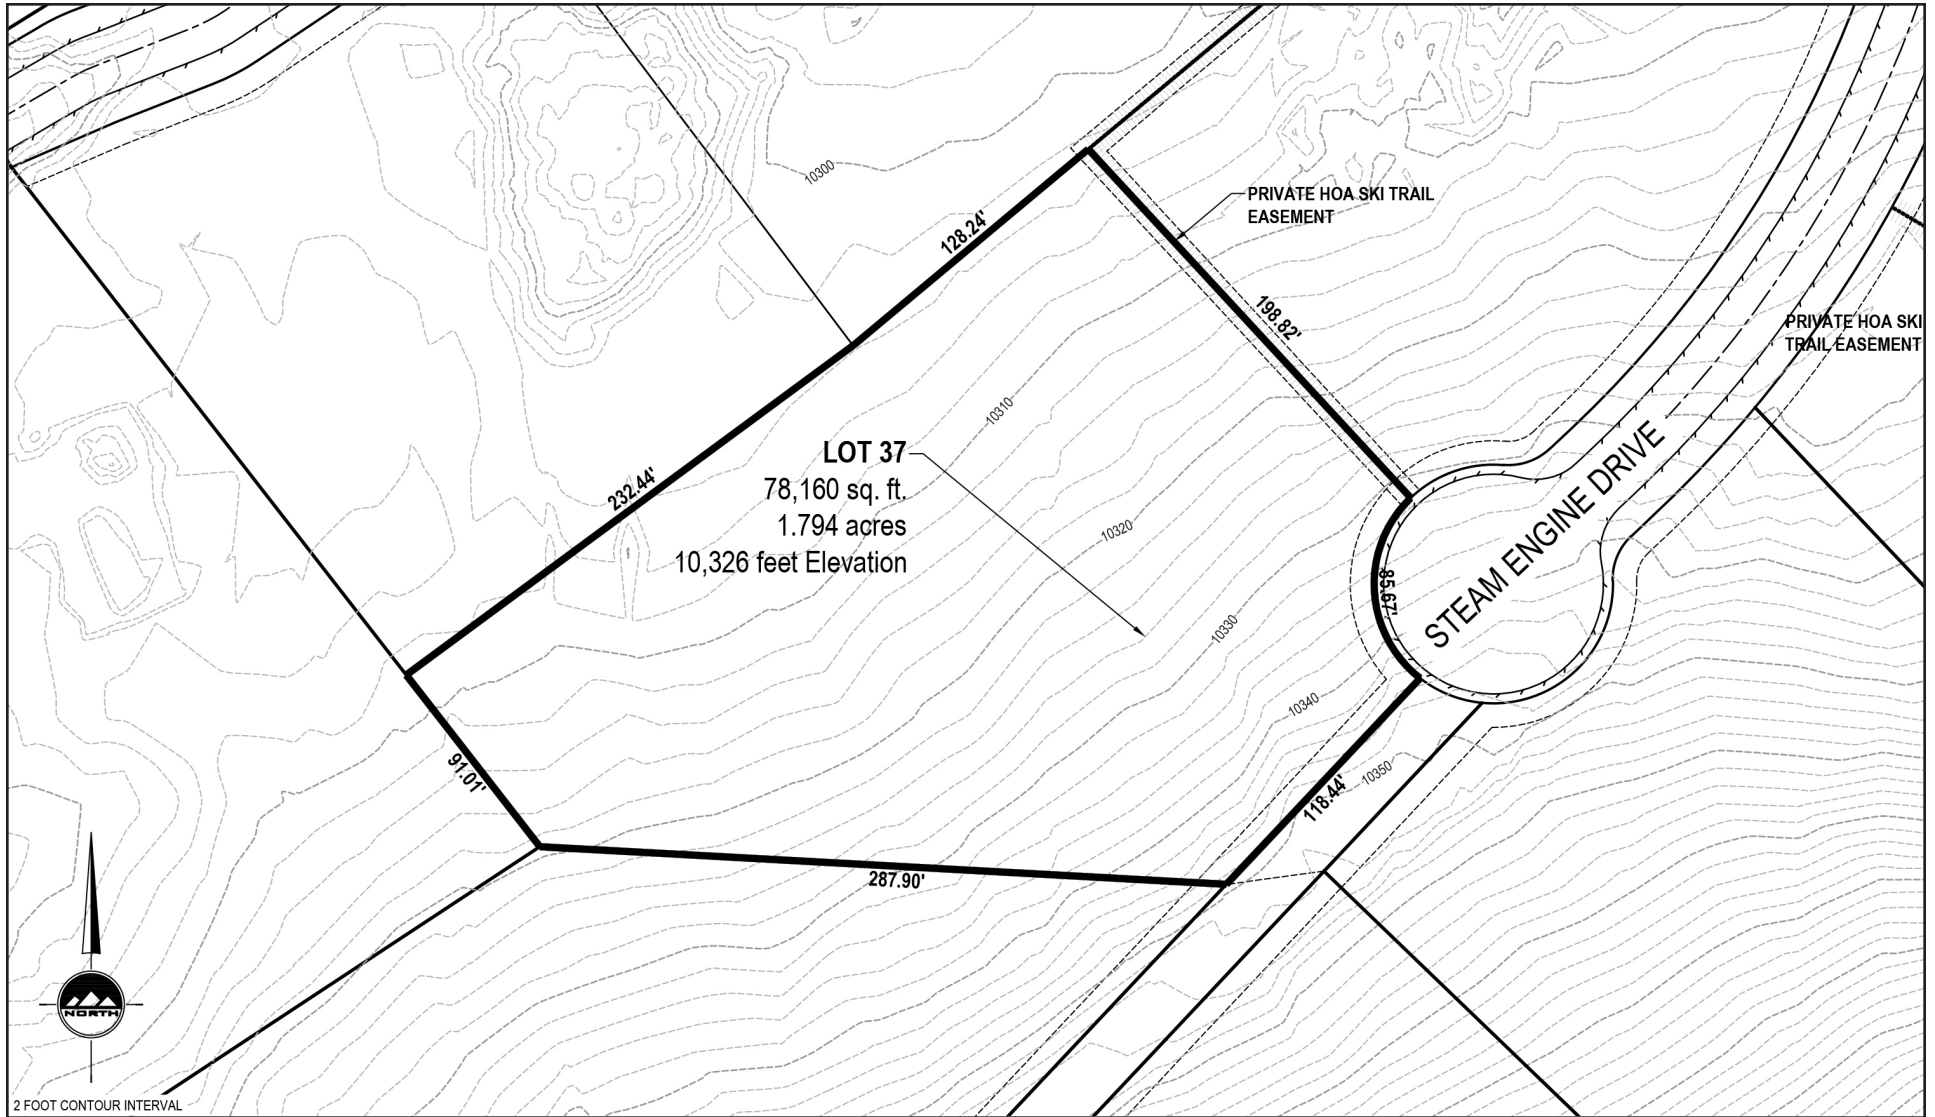 10300
PRIVATE HOA SKI TRAIL
EASEMENT
128.24'
198.82'
PRIVATE HOA SKI
TRAIL EASEMENT
10310
LOT 37
78,160 sq. ft.
1.794 acres
10,326 feet Elevation
232.44'
10320
STEAM ENGINE DRIVE
85.67'
10330
10340
91.01'
10350
118.44'
287.90'
NORTH
2 FOOT CONTOUR INTERVAL